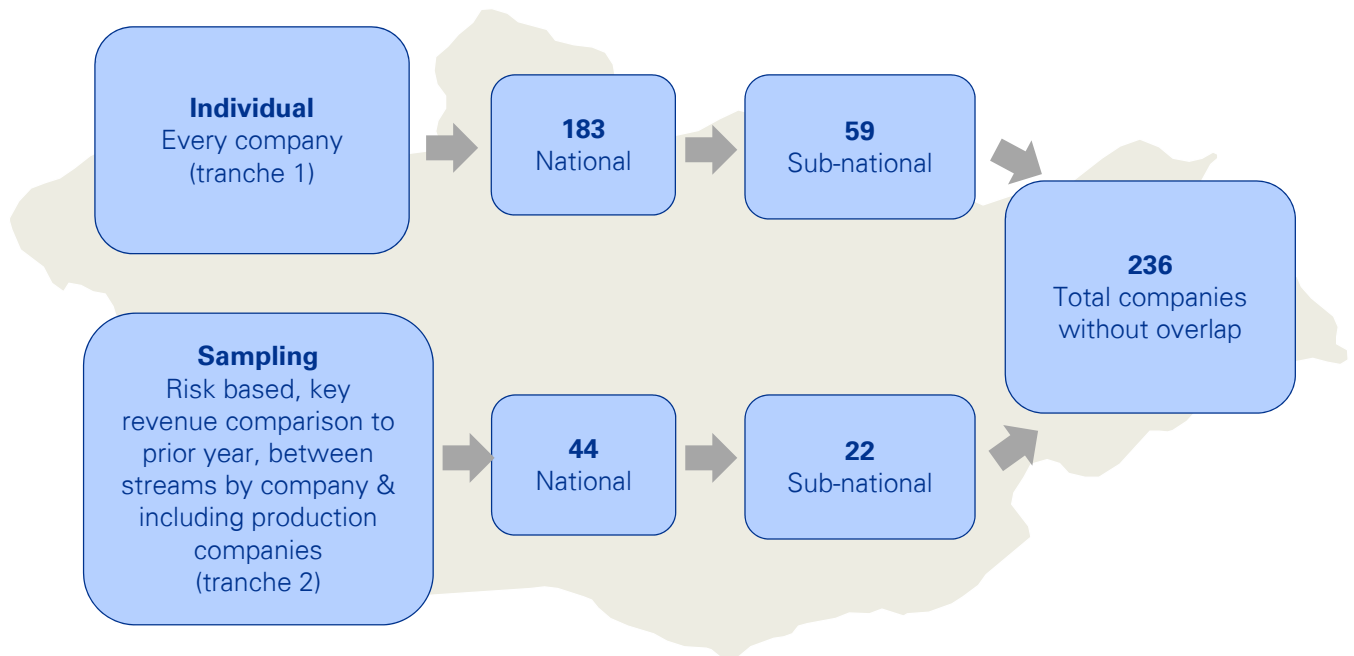 Individual
Every company
(tranche 1)
183
National
59
Sub-national
236
Total companies
without overlap
Sampling
Risk based, key
revenue comparison to
prior year, between
streams by company &
including production
companies
(tranche 2)
44
National
22
Sub-national